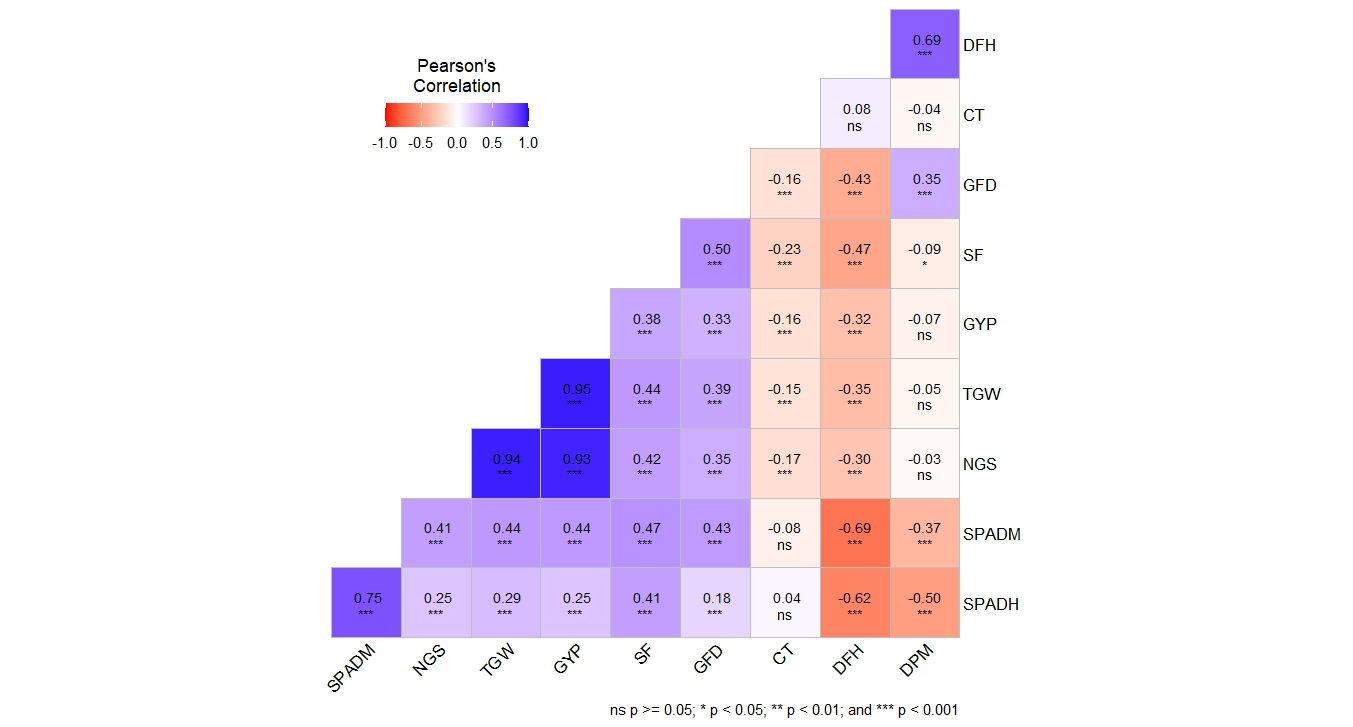 0.69 DFH
***
Pearson's
Correlation
-1.0 -0.5 0.0 0.5 1.0
0.08 -0.04 CT
ns ns
-0.16 -0.43 0.35 GFD
*** *** ***
0.50 -0.23 -0.47 -0.09 SF
*** *** *** *
0.38 0.33 -0.16 -0.32 -0.07 GYP
*** *** *** *** ns
0.95 0.44 0.39 -0.15 -0.35 -0.05 TGW
*** *** *** *** *** ns
0.94 0.93 0.42 0.35 -0.17 -0.30 -0.03 NGS
*** *** *** *** *** *** ns
0.41 0.44 0.44 0.47 0.43 -0.08 -0.69 -0.37 SPADM
*** *** *** *** *** ns *** ***
0.75 0.25 0.29 0.25 0.41 0.18 0.04 -0.62 -0.50 SPADH
*** *** *** *** *** *** ns *** ***
SPADM NGS TGW GYP SF GFD CT DFH DPM
ns p >= 0.05; * p < 0.05; ** p < 0.01; and *** p < 0.001